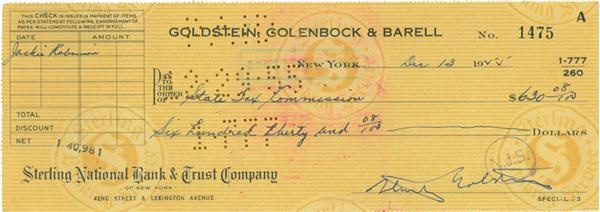 THIS CHECK IS ISSUED IN PAYMENT OF ITEMS, AS PER STATEMENT FOLLOWING. ENDORSEMENT OF PAYEE WILL CONSTITUTE A RECEIPT IN FULL.
DATE AMOUNT
Jackie Robinson
TOTAL
DISCOUNT
NET
40,981
A
GOLDSTEIN, GOLENBOCK & BARELL No. 1475
NEW YORK Dec 13 1955 1-777
260
PAY TO THE ORDER OF State Tax Commission $630 08/100
Six hundred thirty and 08/100 DOLLARS
Sterling National Bank & Trust Company
OF NEW YORK
42ND STREET & LEXINGTON AVENUE
N.J.S.
SPECIAL